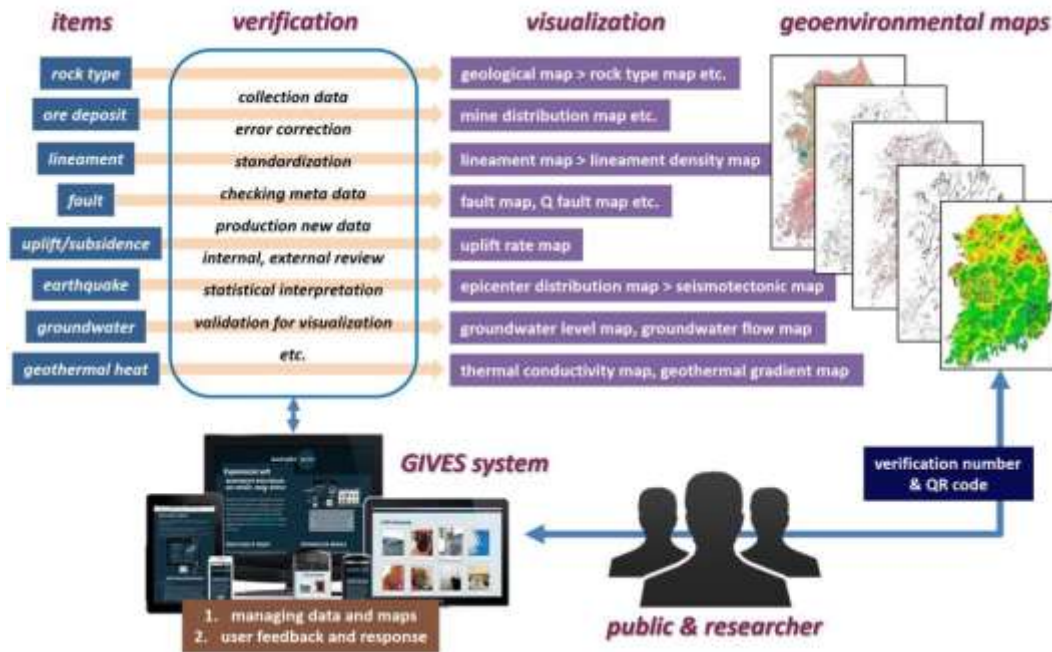 items
verification
visualization
geoenvironmental maps
rock type
geological map > rock type map etc.
collection data
ore deposit
mine distribution map etc.
error correction
lineament
standardization
lineament map > lineament density map
fault
checking meta data
fault map, Q fault map etc.
production new data
uplift/subsidence
uplift rate map
internal, external review
earthquake
statistical interpretation
epicenter distribution map > seismotectonic map
groundwater
validation for visualization
groundwater level map, groundwater flow map
etc.
geothermal heat
thermal conductivity map, geothermal gradient map
GIVES system
verification number
& QR code
1. managing data and maps
2. user feedback and response
public & researcher